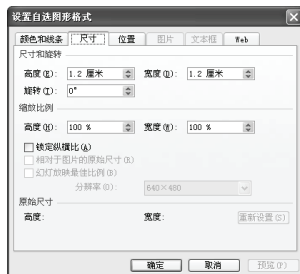 设置自选图形格式
颜色和线条 尺寸 位置 图片 文本框 Web
尺寸和旋转
高度(E): 1.2 厘米 宽度(D): 1.2 厘米
旋转(T): 0°
缩放比例
高度(H): 100 % 宽度(W): 100 %
锁定纵横比(A)
相对于图片的原始尺寸(R)
幻灯放映最佳比例(B)
分辨率(O): 640×480
原始尺寸
高度: 宽度: 重新设置(S)
确定 取消 预览(P)